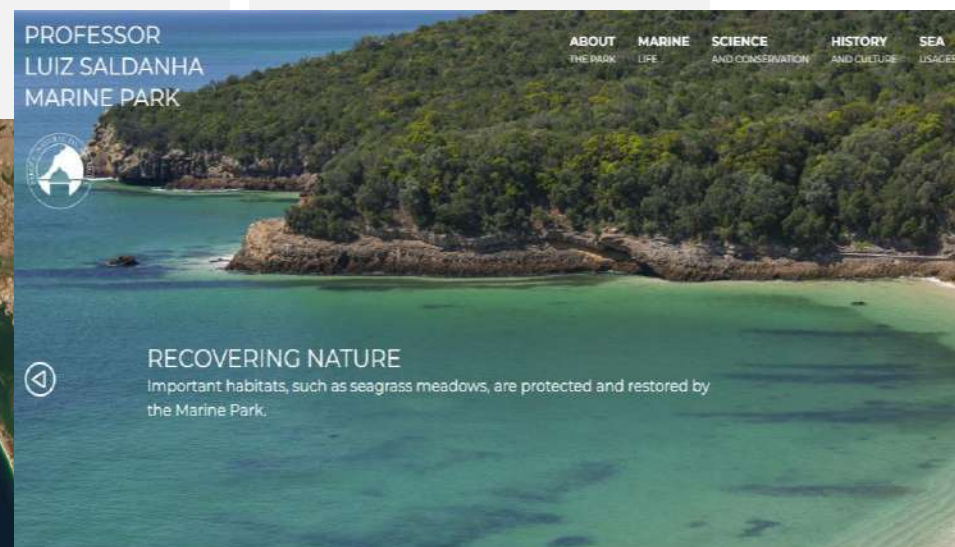 PROFESSOR
LUIZ SALDANHA
MARINE PARK
ABOUT
THE PARK
MARINE
LIFE
SCIENCE
AND CONSERVATION
HISTORY
AND CULTURE
SEA
USAGES
RECOVERING NATURE
Important habitats, such as seagrass meadows, are protected and restored by
the Marine Park.